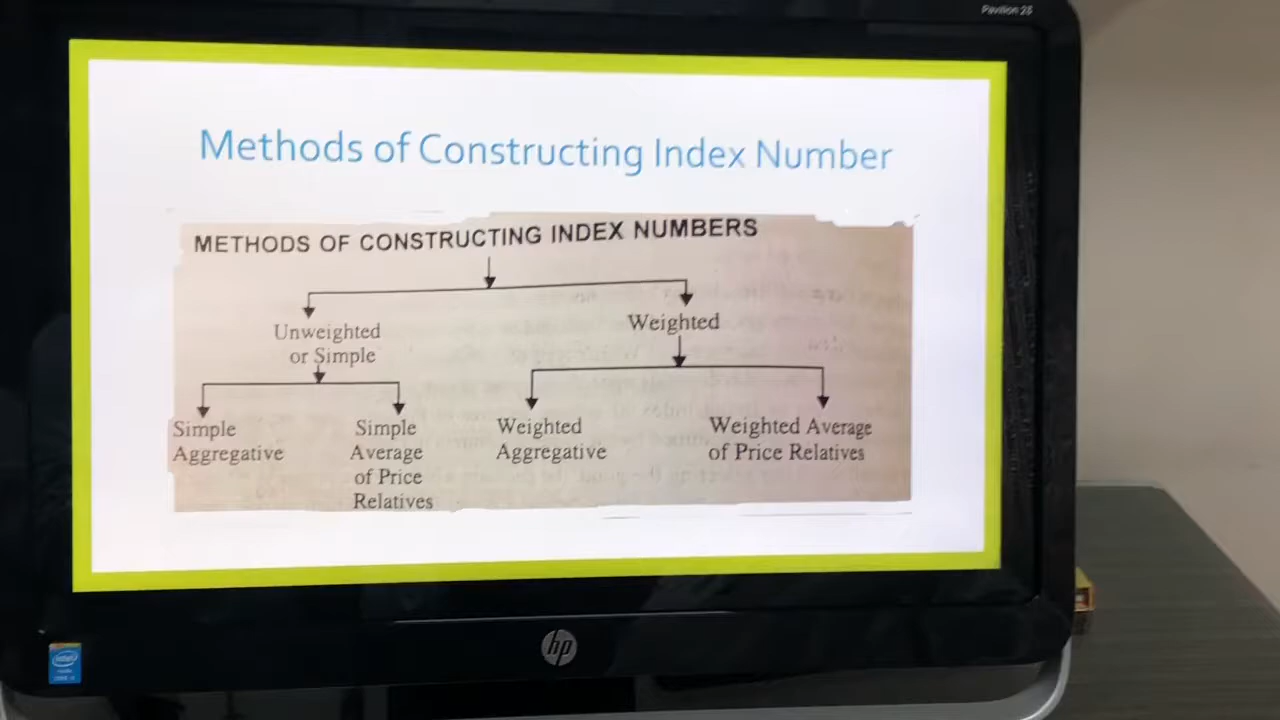 Pavilion 23
Methods of Constructing Index Number
METHODS OF CONSTRUCTING INDEX NUMBERS
Unweighted
or Simple
Weighted
Simple
Aggregative
Simple
Average
of Price
Relatives
Weighted
Aggregative
Weighted Average
of Price Relatives
hp
intel